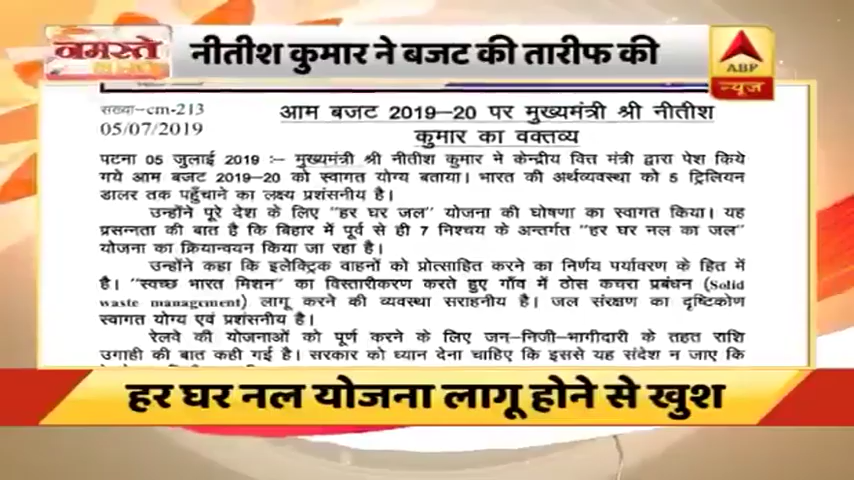 नमस्ते
नीतीश कुमार ने बजट की तारीफ की
ABP
न्यूज़
सख्या-cm-213
05/07/2019
आम बजट 2019-20 पर मुख्यमंत्री श्री नीतीश
कुमार का वक्तव्य
पटना 05 जुलाई 2019 :- मुख्यमंत्री श्री नीतीश कुमार ने केन्द्रीय वित्त मंत्री द्वारा पेश किये
गये आम बजट 2019-20 को स्वागत योग्य बताया। भारत की अर्थव्यवस्था को 5 ट्रिलियन
डालर तक पहुँचाने का लक्ष्य प्रशंसनीय है।
उन्होंने पूरे देश के लिए "हर घर जल" योजना की घोषणा का स्वागत किया। यह
प्रसन्नता की बात है कि बिहार में पूर्व से ही 7 निश्चय के अन्तर्गत "हर घर नल का जल"
योजना का क्रियान्वयन किया जा रहा है।
उन्होंने कहा कि इलेक्ट्रिक वाहनों को प्रोत्साहित करने का निर्णय पर्यावरण के हित में
है। "स्वच्छ भारत मिशन" का विस्तारीकरण करते हुए गाँव में ठोस कचरा प्रबंधन (Solid
waste management) लागू करने की व्यवस्था सराहनीय है। जल संरक्षण का दृष्टिकोण
स्वागत योग्य एवं प्रशंसनीय है।
रेलवे की योजनाओं को पूर्ण करने के लिए जन-निजी-भागीदारी के तहत राशि
उगाही की बात कही गई है। सरकार को ध्यान देना चाहिए कि इससे यह संदेश न जाए कि
हर घर नल योजना लागू होने से खुश